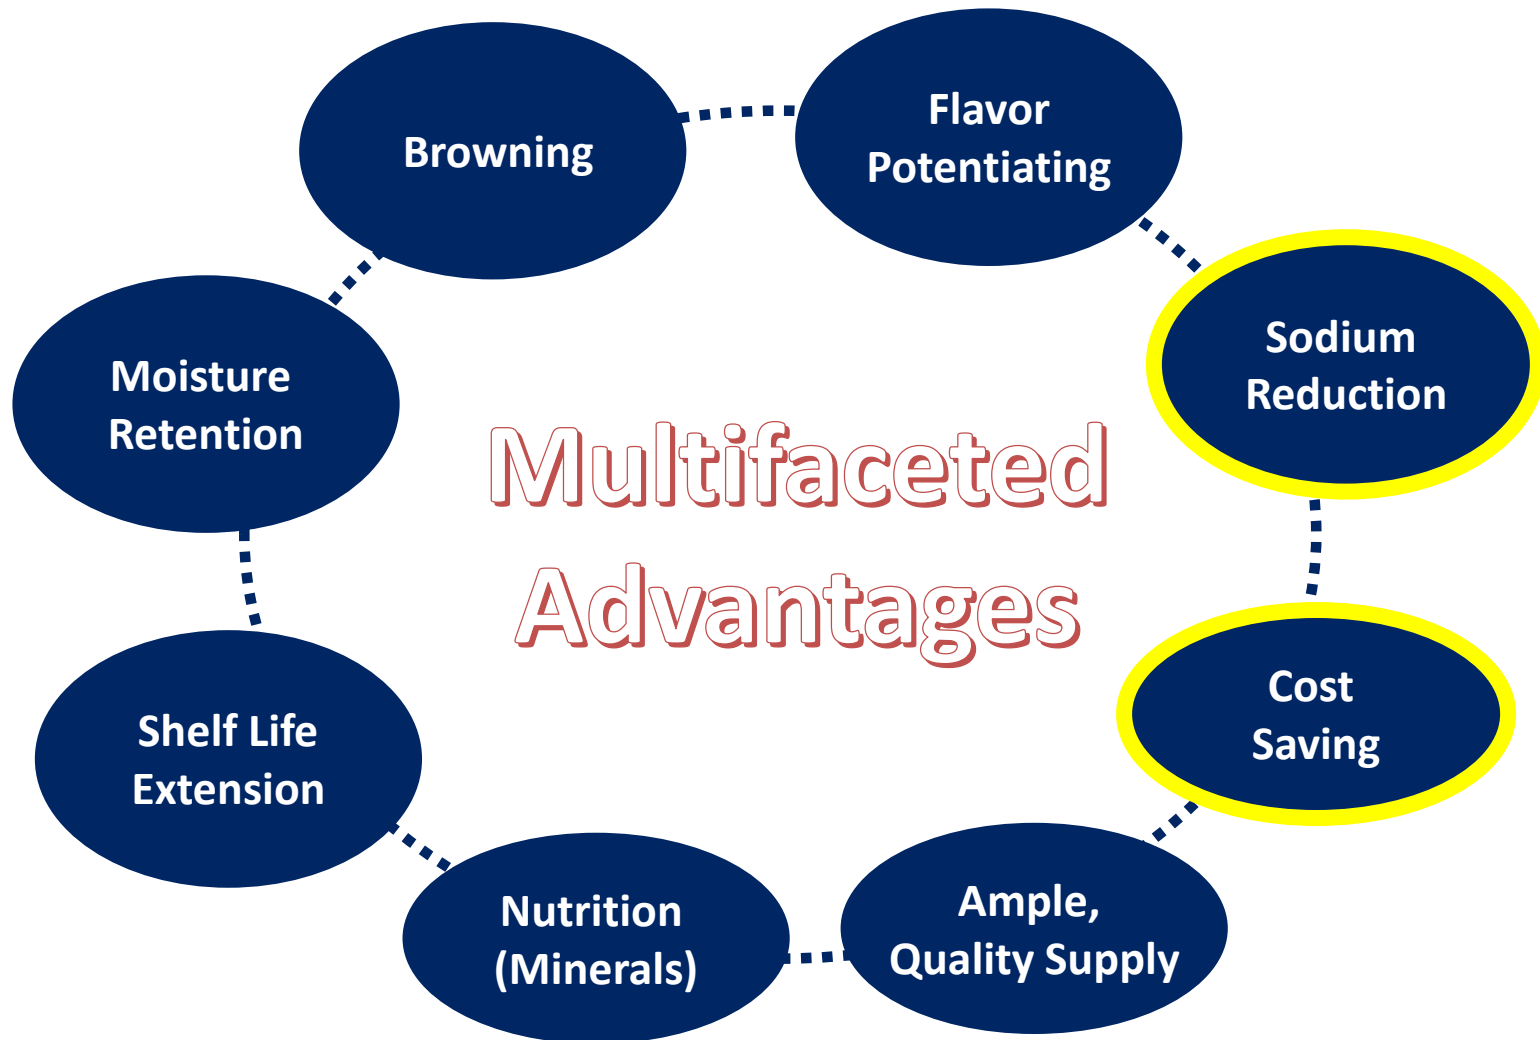 Browning
Flavor
Potentiating
Sodium
Reduction
Moisture
Retention
Multifaceted
Advantages
Cost
Saving
Shelf Life
Extension
Nutrition
(Minerals)
Ample,
Quality Supply